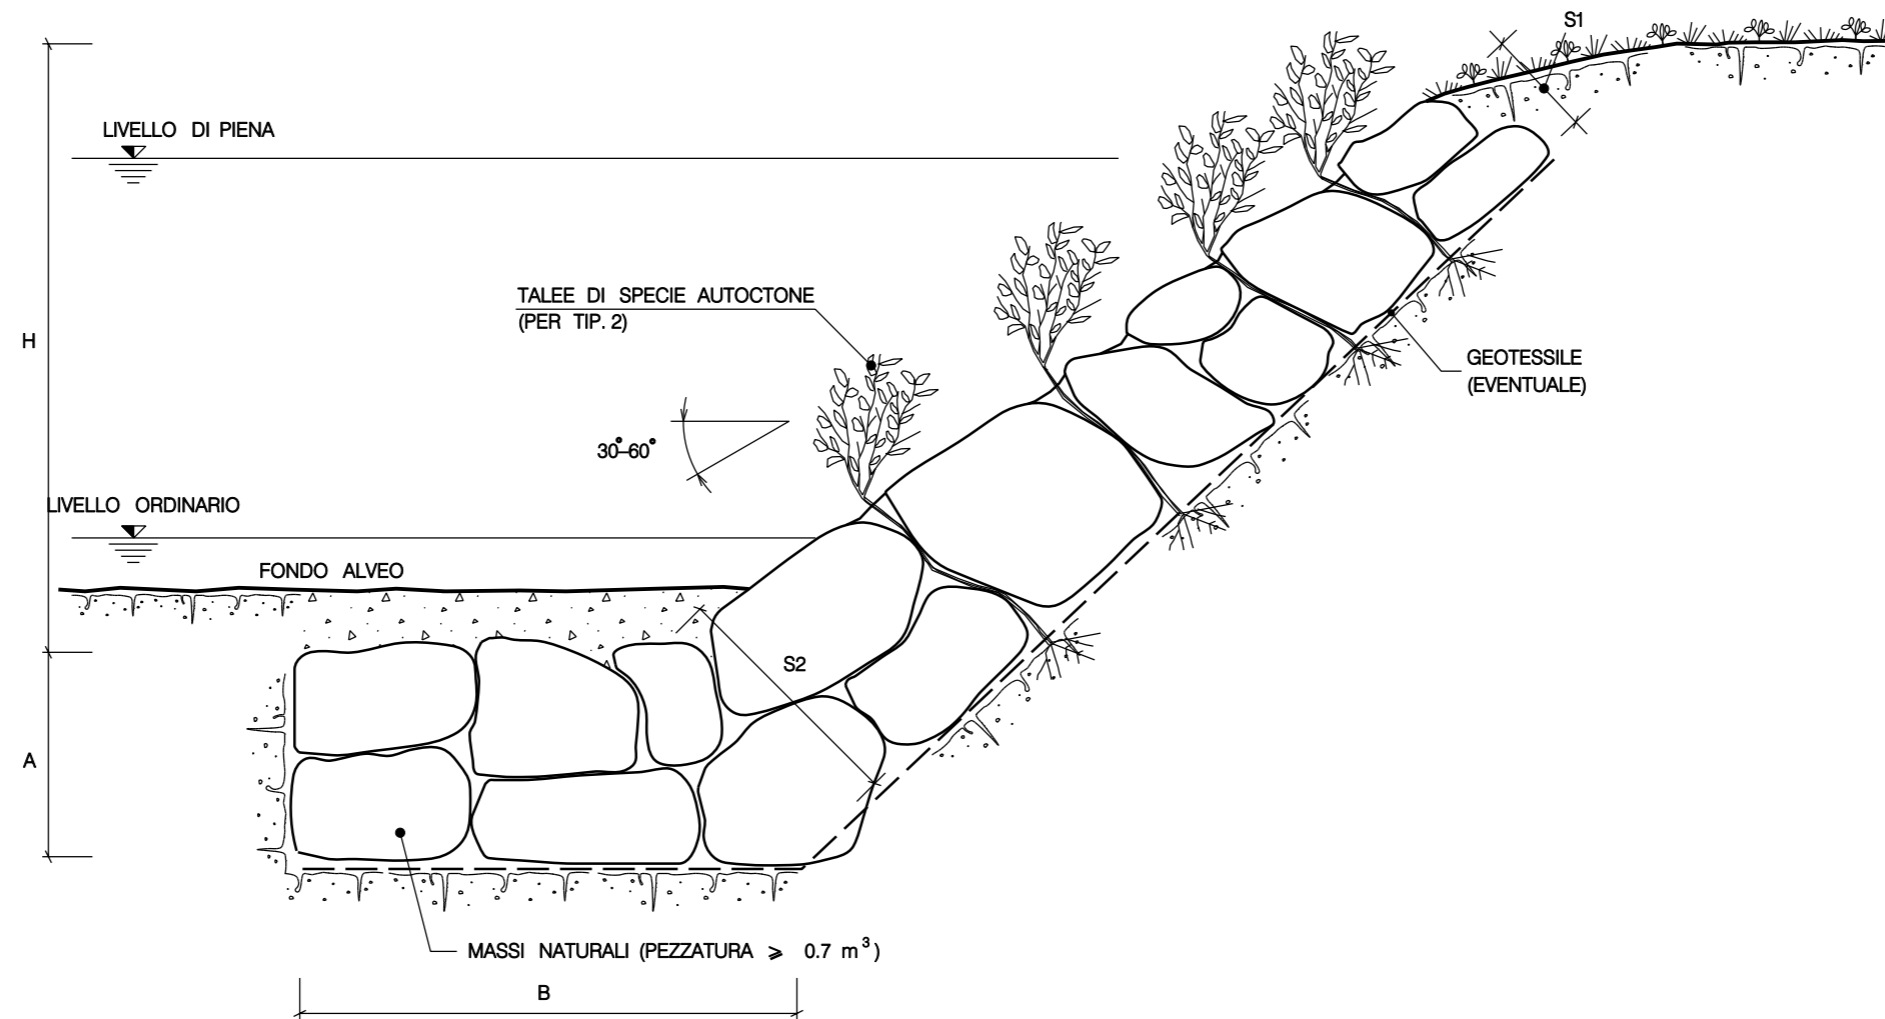 S1
LIVELLO DI PIENA
TALEE DI SPECIE AUTOCTONE
(PER TIP. 2)
H
GEOTESSILE
(EVENTUALE)
30°-60°
LIVELLO ORDINARIO
FONDO ALVEO
S2
A
MASSI NATURALI (PEZZATURA ⩾ 0.7 m³)
B